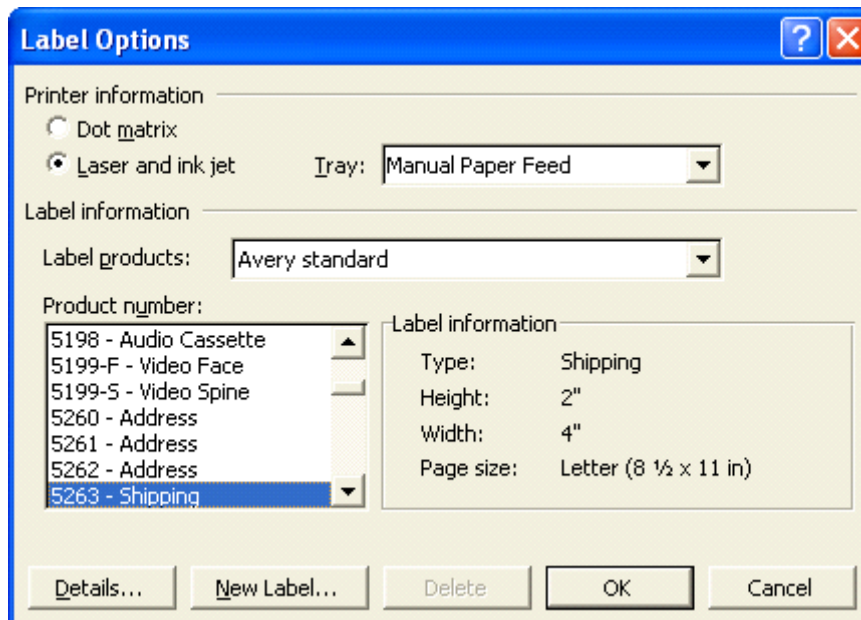 Label Options
Printer information
Dot matrix
Laser and ink jet Tray: Manual Paper Feed
Label information
Label products: Avery standard
Product number:
5198 - Audio Cassette
5199-F - Video Face
5199-S - Video Spine
5260 - Address
5261 - Address
5262 - Address
5263 - Shipping
Label information
Type: Shipping
Height: 2"
Width: 4"
Page size: Letter (8 ½ x 11 in)
Details... New Label... Delete OK Cancel